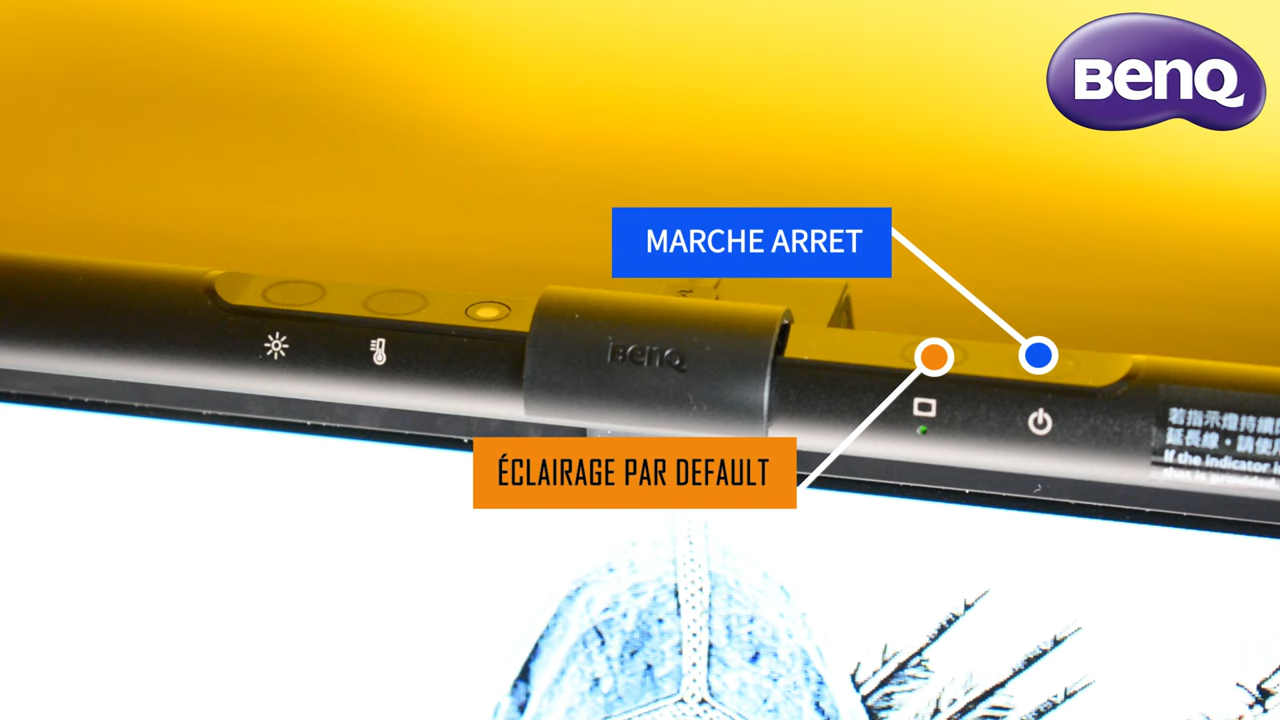 BenQ
MARCHE ARRET
BenQ
ÉCLAIRAGE PAR DEFAULT
若指示燈持續
延長線，請使用
If the indicator